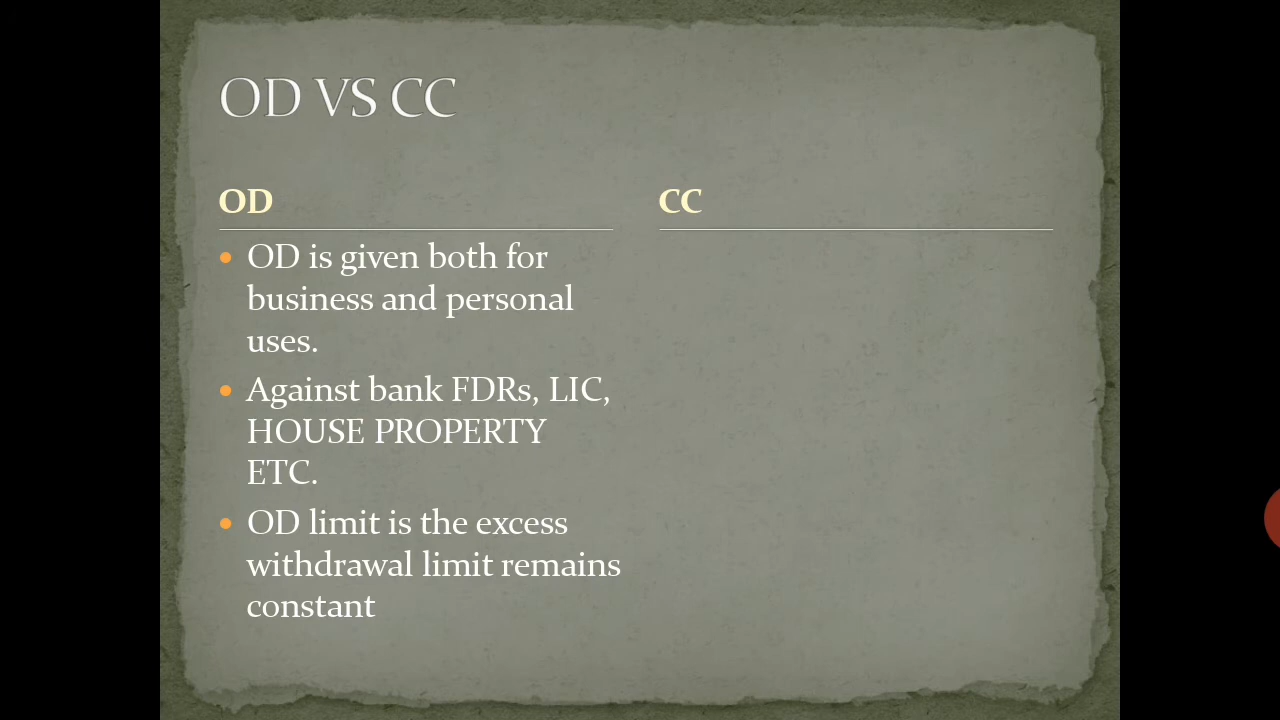 OD VS CC
OD
OD is given both for
business and personal
uses.
Against bank FDRs, LIC,
HOUSE PROPERTY
ETC.
OD limit is the excess
withdrawal limit remains
constant
CC